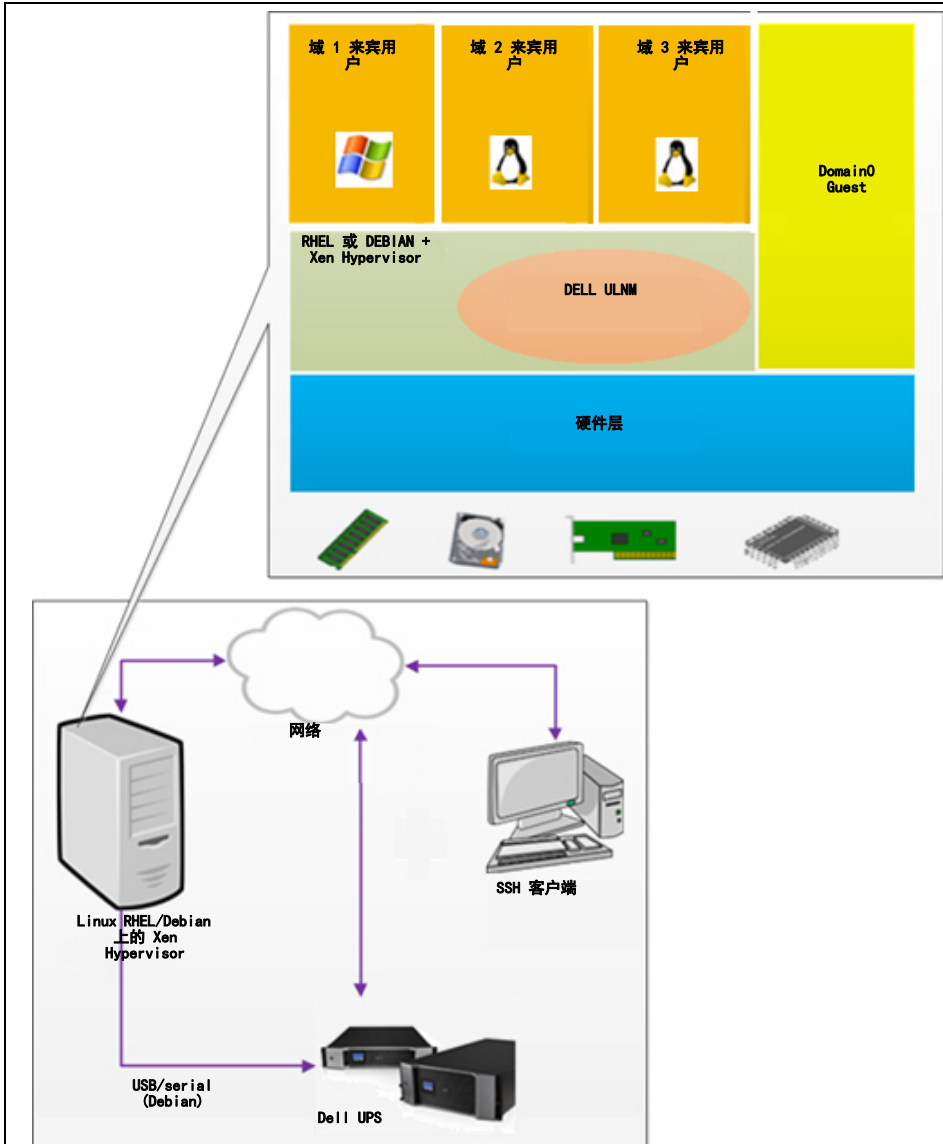 域 1 来宾用
户
域 2 来宾用
户
域 3 来宾用
户
Domain0
Guest
RHEL 或 DEBIAN +
Xen Hypervisor
DELL ULNM
硬件层
网络
SSH 客户端
Linux RHEL/Debian
上的 Xen
Hypervisor
USB/serial
(Debian)
Dell UPS